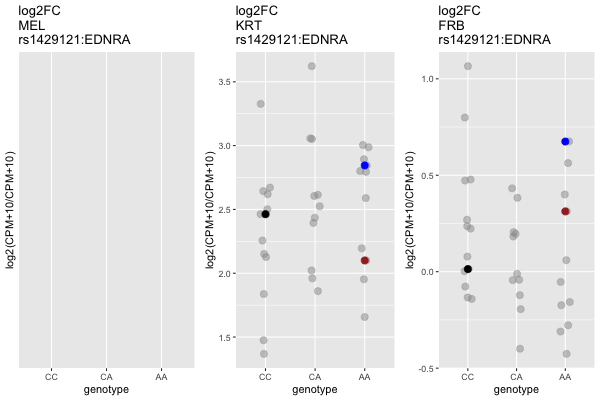 log2FC
MEL
rs1429121:EDNRA
log2(CPM+10/CPM+10)
CC
CA
AA
genotype
log2FC
KRT
rs1429121:EDNRA
log2(CPM+10/CPM+10)
3.5
3.0
2.5
2.0
1.5
CC
CA
AA
genotype
log2FC
FRB
rs1429121:EDNRA
log2(CPM+10/CPM+10)
1.0
0.5
0.0
-0.5
CC
CA
AA
genotype